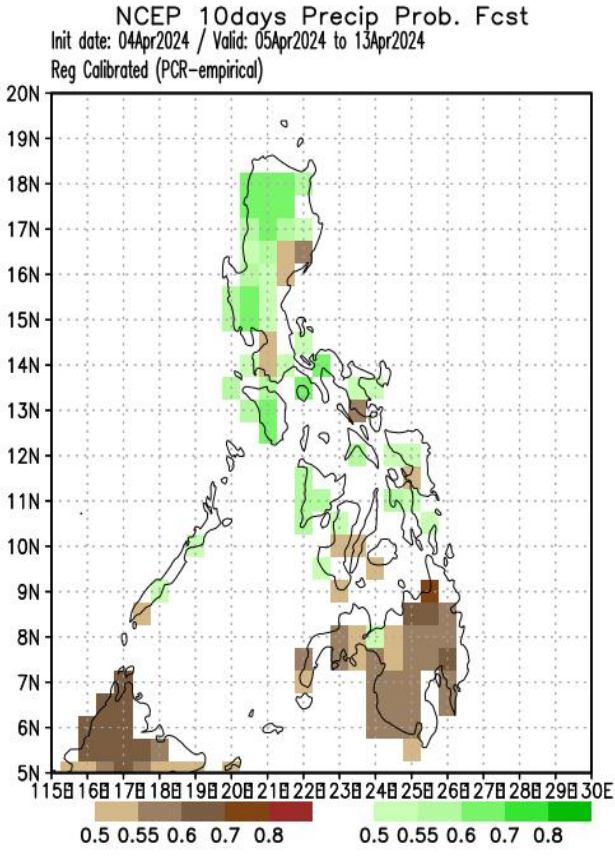 NCEP 10days Precip Prob. Fcst
Init date: 04Apr2024 / Valid: 05Apr2024 to 13Apr2024
Reg Calibrated (PCR-empirical)
20N
19N
18N
17N
16N
15N
14N
13N
12N
11N
10N
9N
8N
7N
6N
5N
115E 116E 117E 118E 119E 120E 121E 122E 123E 124E 125E 126E 127E 128E 129E 130E
0.5 0.55 0.6 0.7 0.8 0.5 0.55 0.6 0.7 0.8